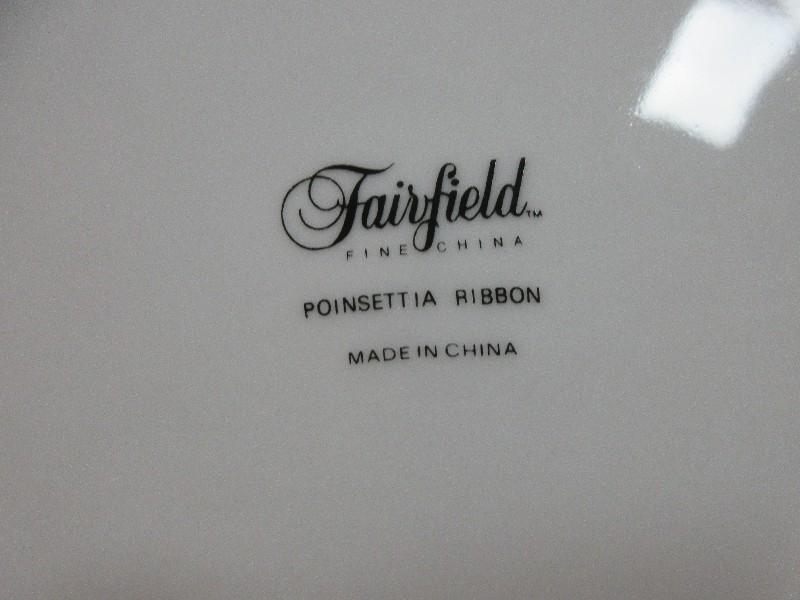 Fairfield™
FINE CHINA
POINSETTIA RIBBON
MADE IN CHINA